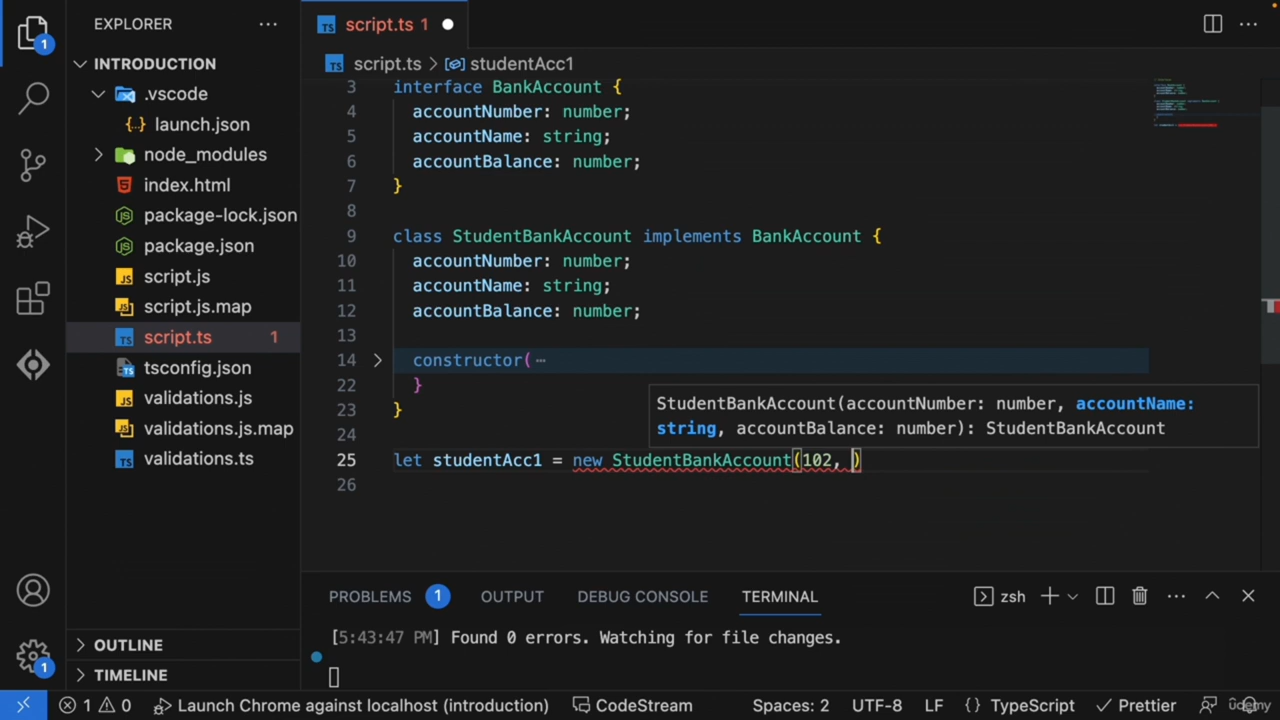 EXPLORER
INTRODUCTION
.vscode
launch.json
node_modules
index.html
package-lock.json
package.json
script.js
script.js.map
script.ts 1
tsconfig.json
validations.js
validations.js.map
validations.ts
OUTLINE
TIMELINE
1
1
script.ts 1
script.ts > studentAcc1
3 interface BankAccount {
4 accountNumber: number;
5 accountName: string;
6 accountBalance: number;
7 }
8
9 class StudentBankAccount implements BankAccount {
10 accountNumber: number;
11 accountName: string;
12 accountBalance: number;
13
14 constructor( ⋯
22 }
23 }
24
StudentBankAccount(accountNumber: number, accountName:
string, accountBalance: number): StudentBankAccount
25 let studentAcc1 = new StudentBankAccount(102, )
26
PROBLEMS 1 OUTPUT DEBUG CONSOLE TERMINAL zsh
[5:43:47 PM] Found 0 errors. Watching for file changes.
1 0 Launch Chrome against localhost (introduction) CodeStream Spaces: 2 UTF-8 LF {} TypeScript Prettier
ûdemy